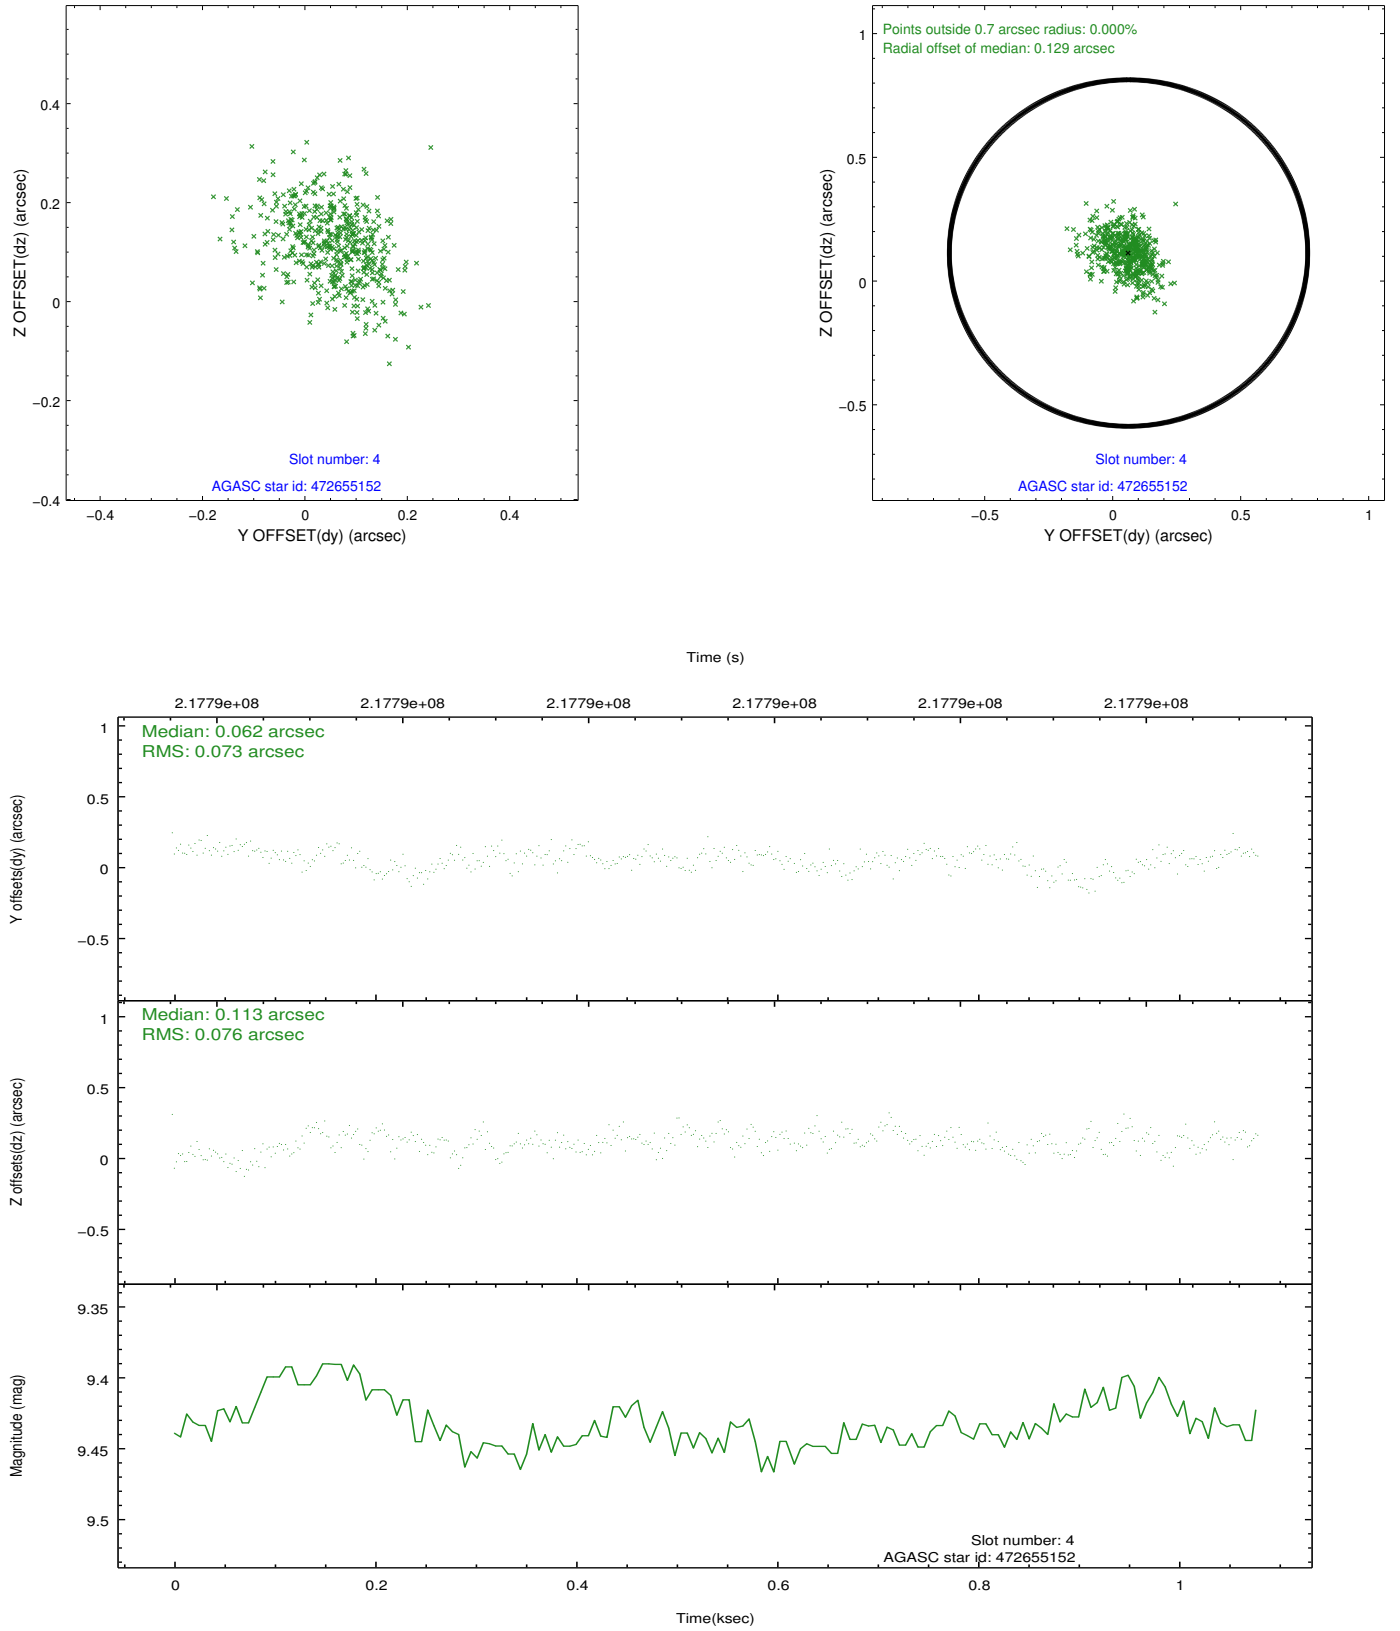 Z OFFSET(dz) (arcsec)
0.4
0.2
0
−0.2
−0.4
Slot number: 4
AGASC star id: 472655152
−0.4 −0.2 0 0.2 0.4
Y OFFSET(dy) (arcsec)
Points outside 0.7 arcsec radius: 0.000%
Radial offset of median: 0.129 arcsec
Z OFFSET(dz) (arcsec)
1
0.5
0
−0.5
Slot number: 4
AGASC star id: 472655152
−0.5 0 0.5 1
Y OFFSET(dy) (arcsec)
Time (s)
2.1779e+08 2.1779e+08 2.1779e+08 2.1779e+08 2.1779e+08 2.1779e+08
Median: 0.062 arcsec
RMS: 0.073 arcsec
Y offsets(dy) (arcsec)
1
0.5
0
−0.5
Median: 0.113 arcsec
RMS: 0.076 arcsec
Z offsets(dz) (arcsec)
1
0.5
0
−0.5
Magnitude (mag)
9.35
9.4
9.45
9.5
Slot number: 4
AGASC star id: 472655152
0 0.2 0.4 0.6 0.8 1
Time(ksec)